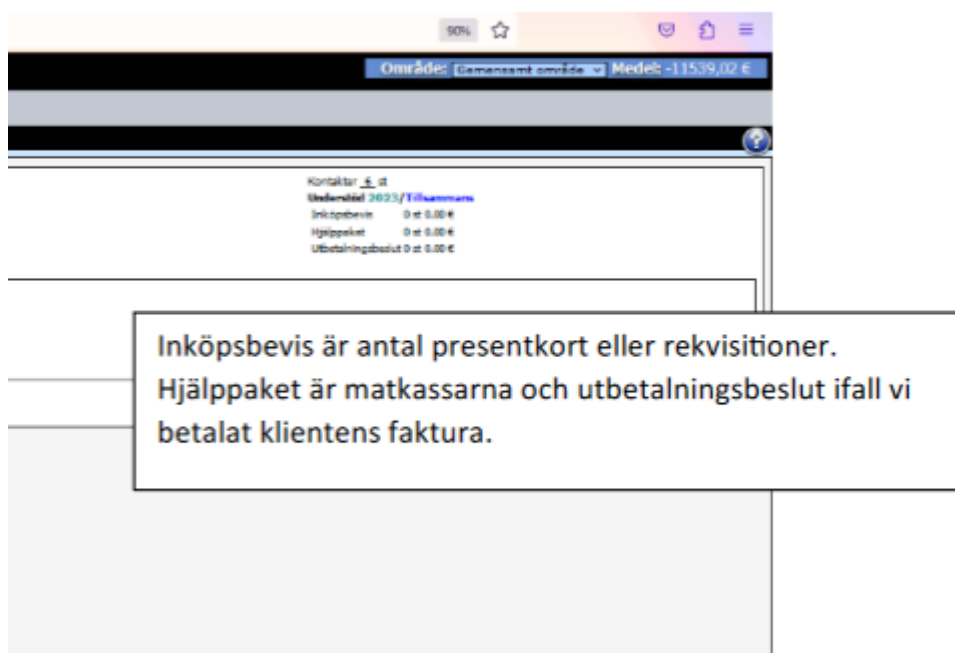 90%
Område: Gemensamt område Medel: -11539,02 €
?
Kontakter 6 st
Understöd 2023/Tillsammans
Inköpsbevis 0 st 0.00 €
Hjälppaket 0 st 0.00 €
Utbetalningsbeslut 0 st 0.00 €
Inköpsbevis är antal presentkort eller rekvisitioner.
Hjälppaket är matkassarna och utbetalningsbeslut ifall vi
betalat klientens faktura.